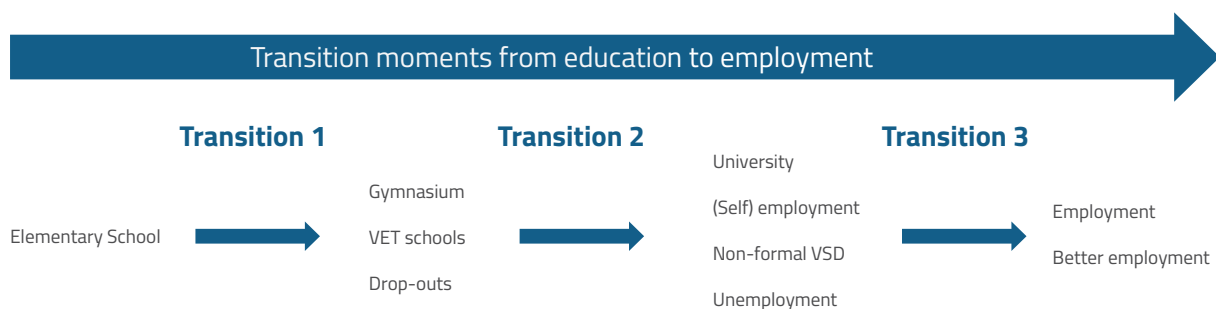 Transition moments from education to employment
Transition 1
Transition 2
Transition 3
Elementary School
Gymnasium
VET schools
Drop-outs
University
(Self) employment
Non-formal VSD
Unemployment
Employment
Better employment